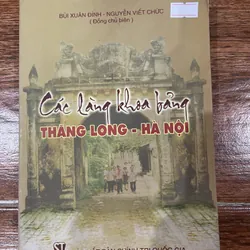 BÙI XUÂN ĐÍNH - NGUYỄN VIẾT CHỨC
( Đồng chủ biên )
Các làng khoa bảng
THĂNG LONG - HÀ NỘI